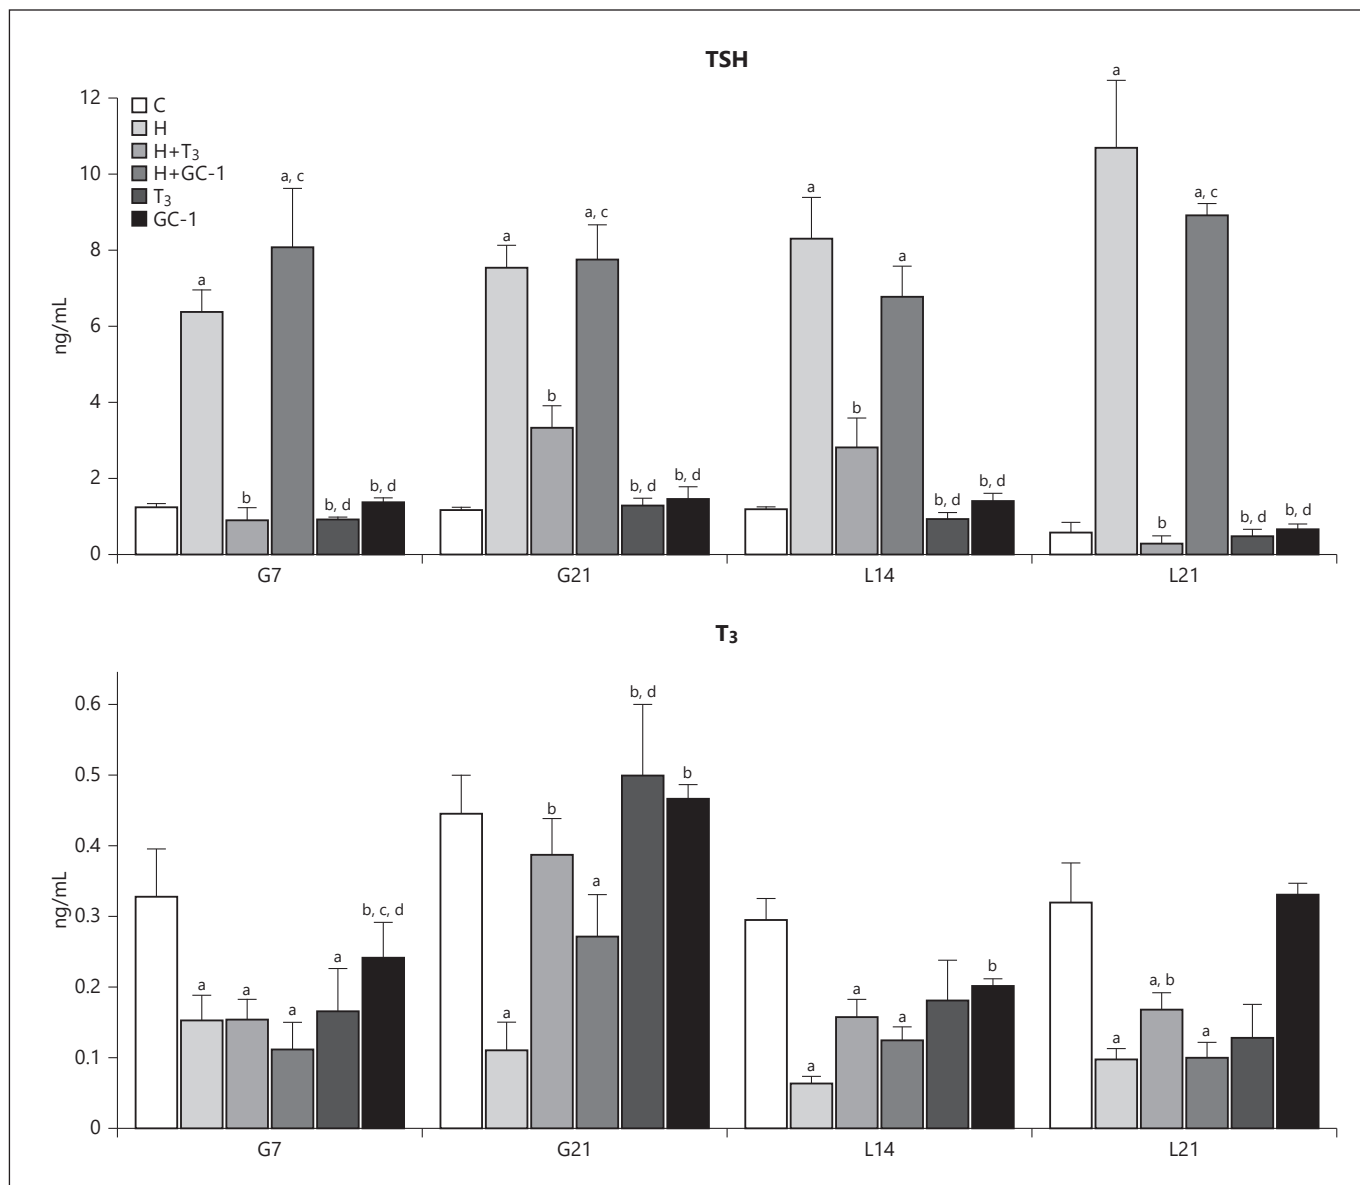 TSH
12
10
8
6
4
2
0
ng/mL
C
H
H+T3
H+GC-1
T3
GC-1
a
b
a, c
b, d
b, d
a
b
a, c
b, d
b, d
a
b
a
b, d
b, d
a
b
a, c
b, d
b, d
G7 G21 L14 L21
T3
0.6
0.5
0.4
0.3
0.2
0.1
0
ng/mL
a
a
a
a
b, c, d
a
b
a
b, d
b
a
a
a
b
a
a, b
a
G7 G21 L14 L21